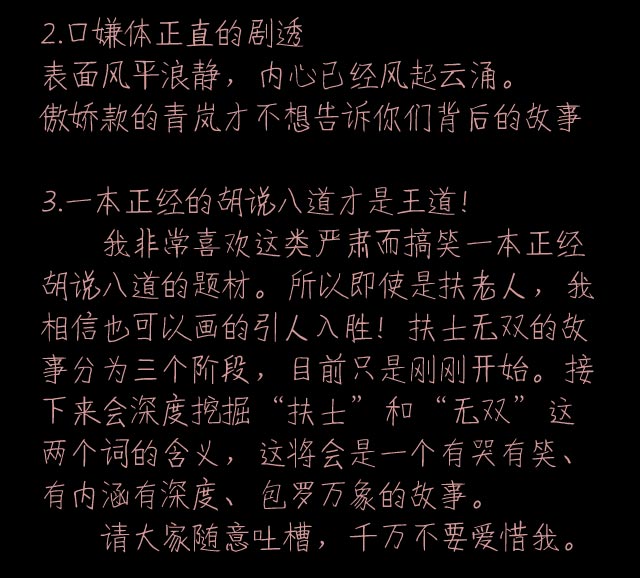 2.口嫌体正直的剧透
表面风平浪静，内心已经风起云涌。
傲娇款的青岚才不想告诉你们背后的故事
3.一本正经的胡说八道才是王道！
我非常喜欢这类严肃而搞笑一本正经
胡说八道的题材。所以即使是扶老人，我
相信也可以画的引人入胜！扶士无双的故
事分为三个阶段，目前只是刚刚开始。接
下来会深度挖掘“扶士”和“无双”这
两个词的含义，这将会是一个有哭有笑、
有内涵有深度、包罗万象的故事。
请大家随意吐槽，千万不要爱惜我。